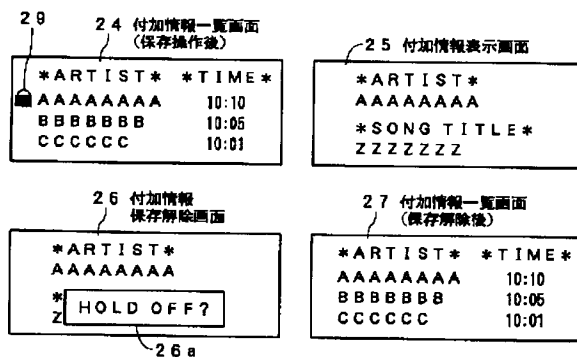 29
24 付加情報一覧画面
(保存操作後)
*ARTIST* *TIME*
AAAAAAAA 10:10
BBBBBBB 10:05
CCCCCC 10:01
25 付加情報表示画面
*ARTIST*
AAAAAAAA
*SONG TITLE*
ZZZZZZZ
26 付加情報
保存解除画面
*ARTIST*
AAAAAAAA
*
Z
HOLD OFF?
26a
27 付加情報一覧画面
(保存解除後)
*ARTIST* *TIME*
AAAAAAAA 10:10
BBBBBBB 10:05
CCCCCC 10:01